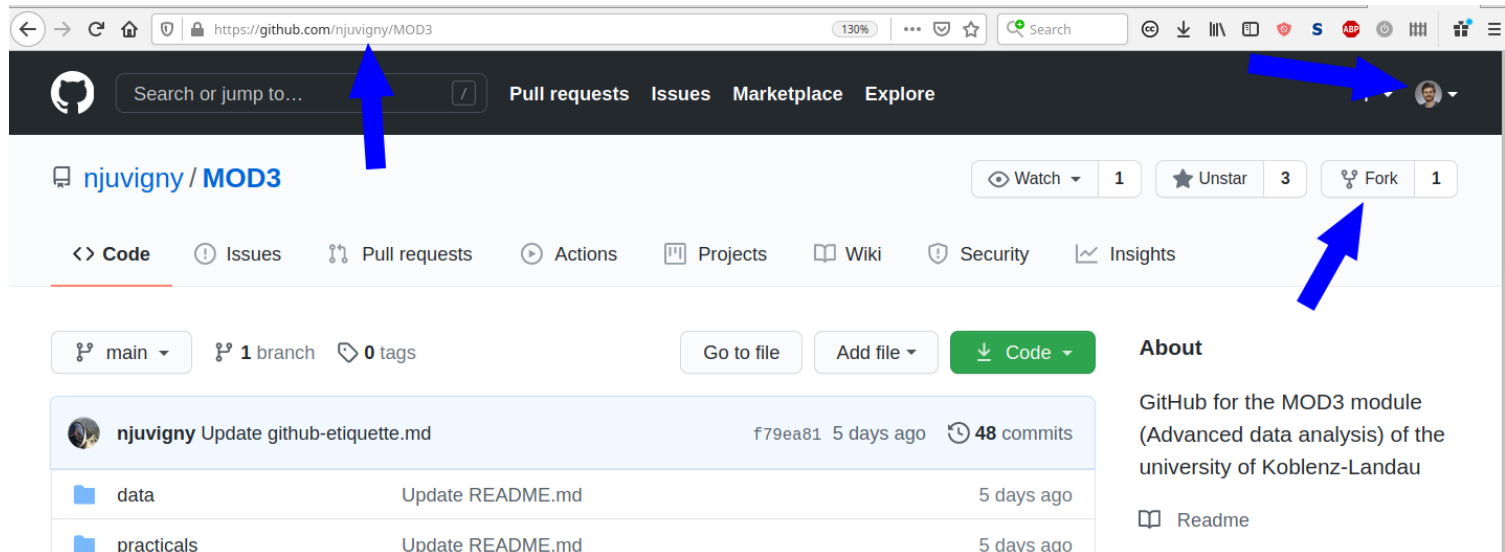 https://github.com/njuvigny/MOD3 130% Search CC S ABP
Search or jump to… / Pull requests Issues Marketplace Explore
njuvigny / MOD3 Watch 1 Unstar 3 Fork 1
<> Code Issues Pull requests Actions Projects Wiki Security Insights
main 1 branch 0 tags Go to file Add file Code About
GitHub for the MOD3 module
njuvigny Update github-etiquette.md f79ea81 5 days ago 48 commits (Advanced data analysis) of the
university of Koblenz-Landau
data Update README.md 5 days ago
Readme
practicals Update README.md 5 days ago